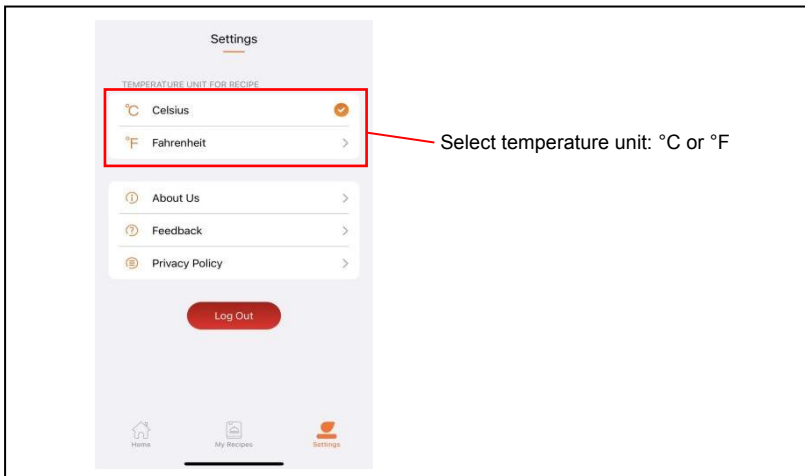 Settings
TEMPERATURE UNIT FOR RECIPE
°C Celsius
°F Fahrenheit
Select temperature unit: °C or °F
About Us
Feedback
Privacy Policy
Log Out
Home My Recipes Settings